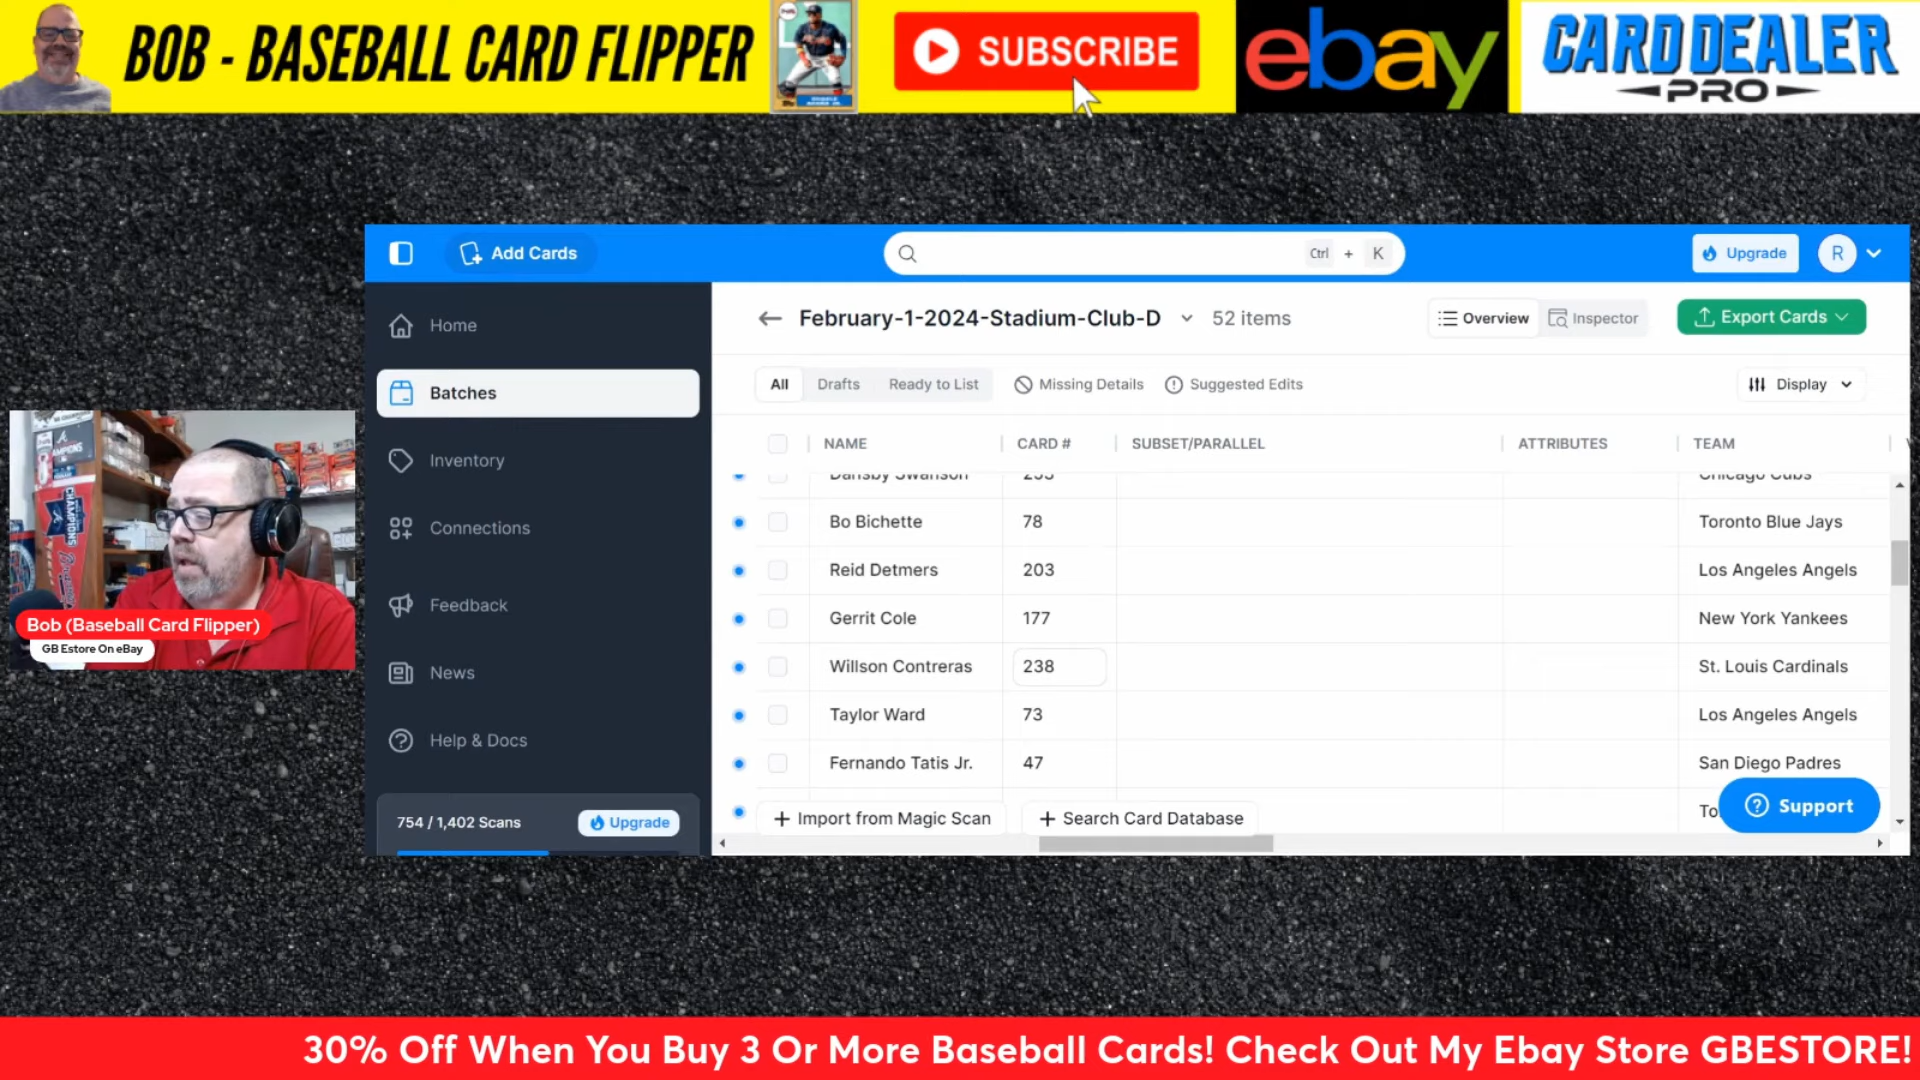 BOB - BASEBALL CARD FLIPPER
SUBSCRIBE
ebay
CARD DEALER
PRO
Add Cards
Ctrl + K
Upgrade
R
Home
Batches
Inventory
Connections
Feedback
News
Help & Docs
754 / 1,402 Scans
Upgrade
February-1-2024-Stadium-Club-D
52 items
Overview
Inspector
Export Cards
All
Drafts
Ready to List
Missing Details
Suggested Edits
Display
NAME CARD # SUBSET/PARALLEL ATTRIBUTES TEAM
Dansby Swanson Chicago Cubs
Bo Bichette 78 Toronto Blue Jays
Reid Detmers 203 Los Angeles Angels
Gerrit Cole 177 New York Yankees
Willson Contreras 238 St. Louis Cardinals
Taylor Ward 73 Los Angeles Angels
Fernando Tatis Jr. 47 San Diego Padres
To
+ Import from Magic Scan
+ Search Card Database
Support
CHAMPIONS
Bob (Baseball Card Flipper)
GB Estore On eBay
30% Off When You Buy 3 Or More Baseball Cards! Check Out My Ebay Store GBESTORE!